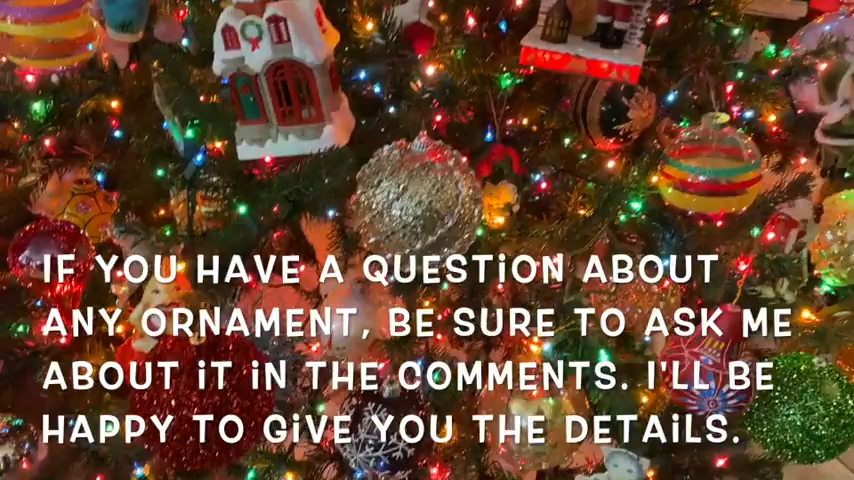 IF YOU HAVE A QUESTION ABOUT
ANY ORNAMENT, BE SURE TO ASK ME
ABOUT IT IN THE COMMENTS. I'LL BE
HAPPY TO GIVE YOU THE DETAILS.